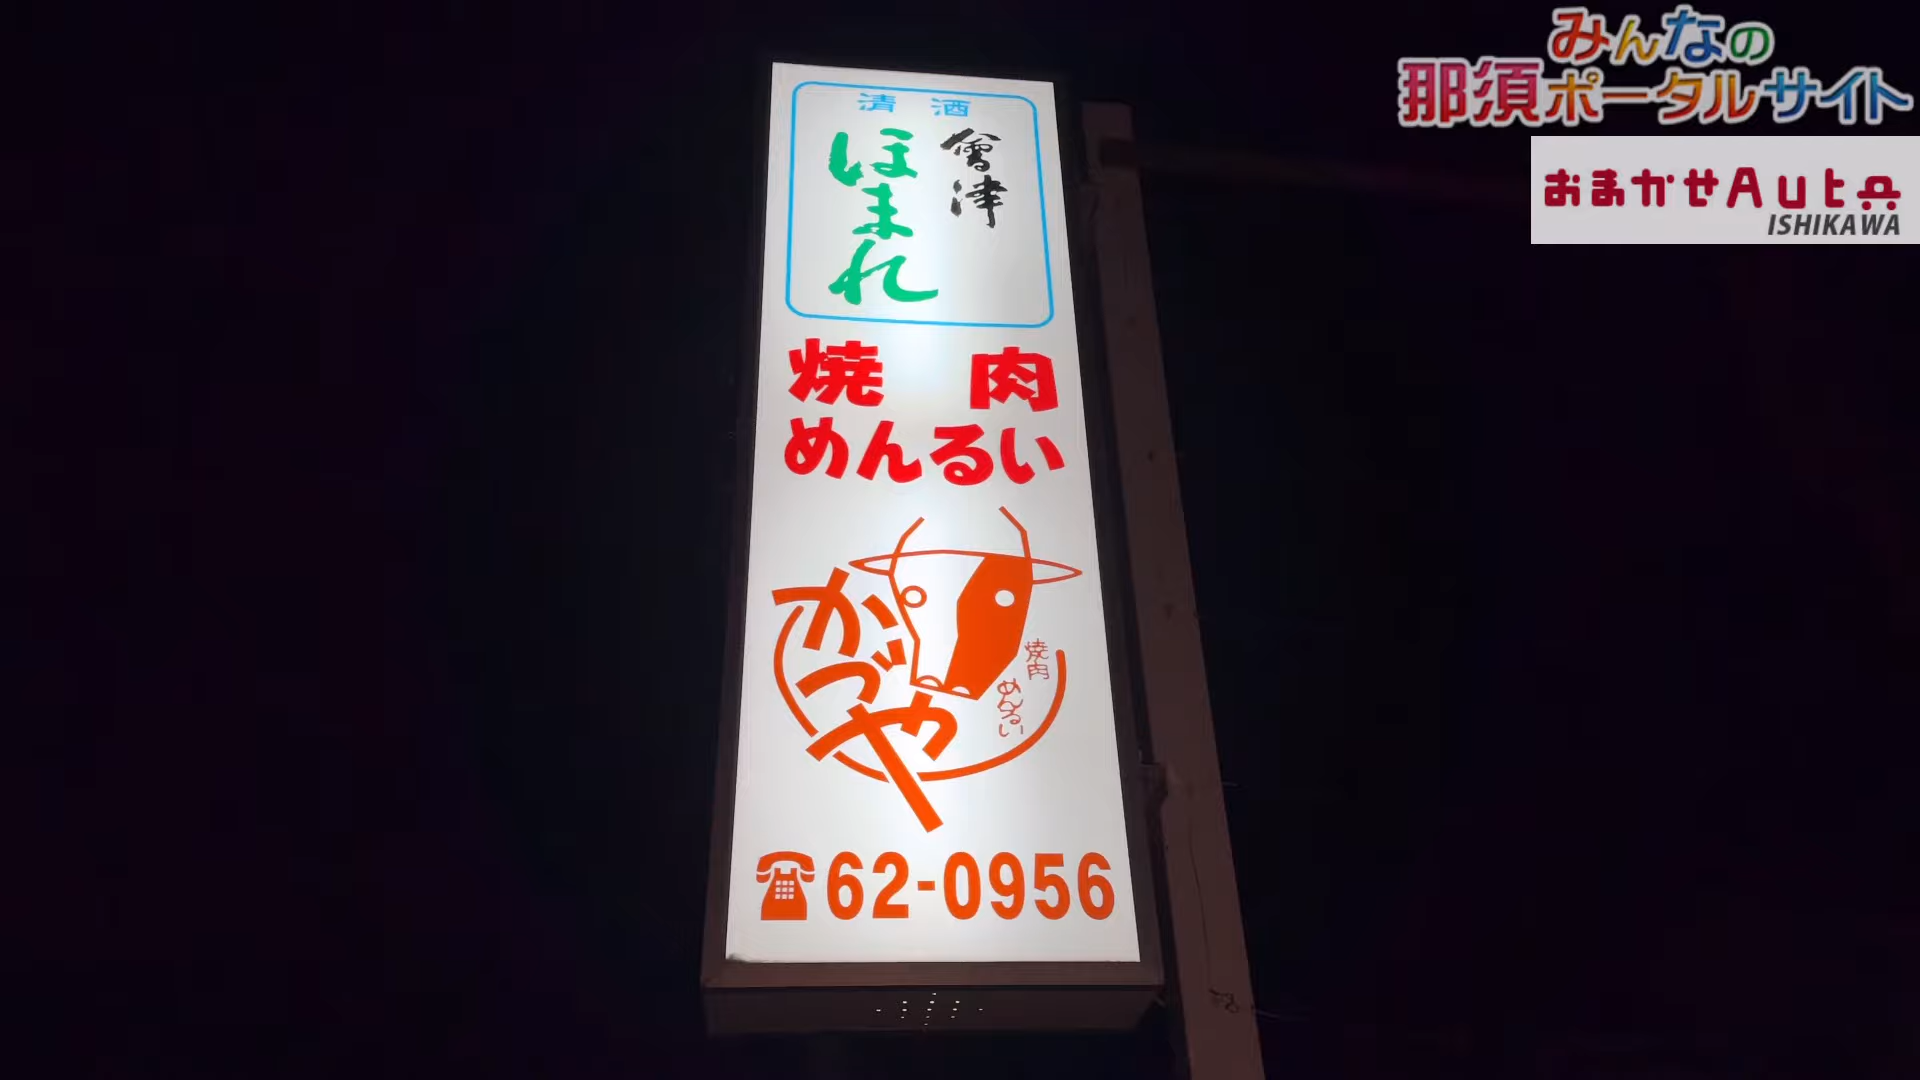 清酒
會津
ほまれ
焼肉
めんるい
かづや
焼肉
めんるい
☎62-0956
みんなの
那須ポータルサイト
おまかせAuto
ISHIKAWA